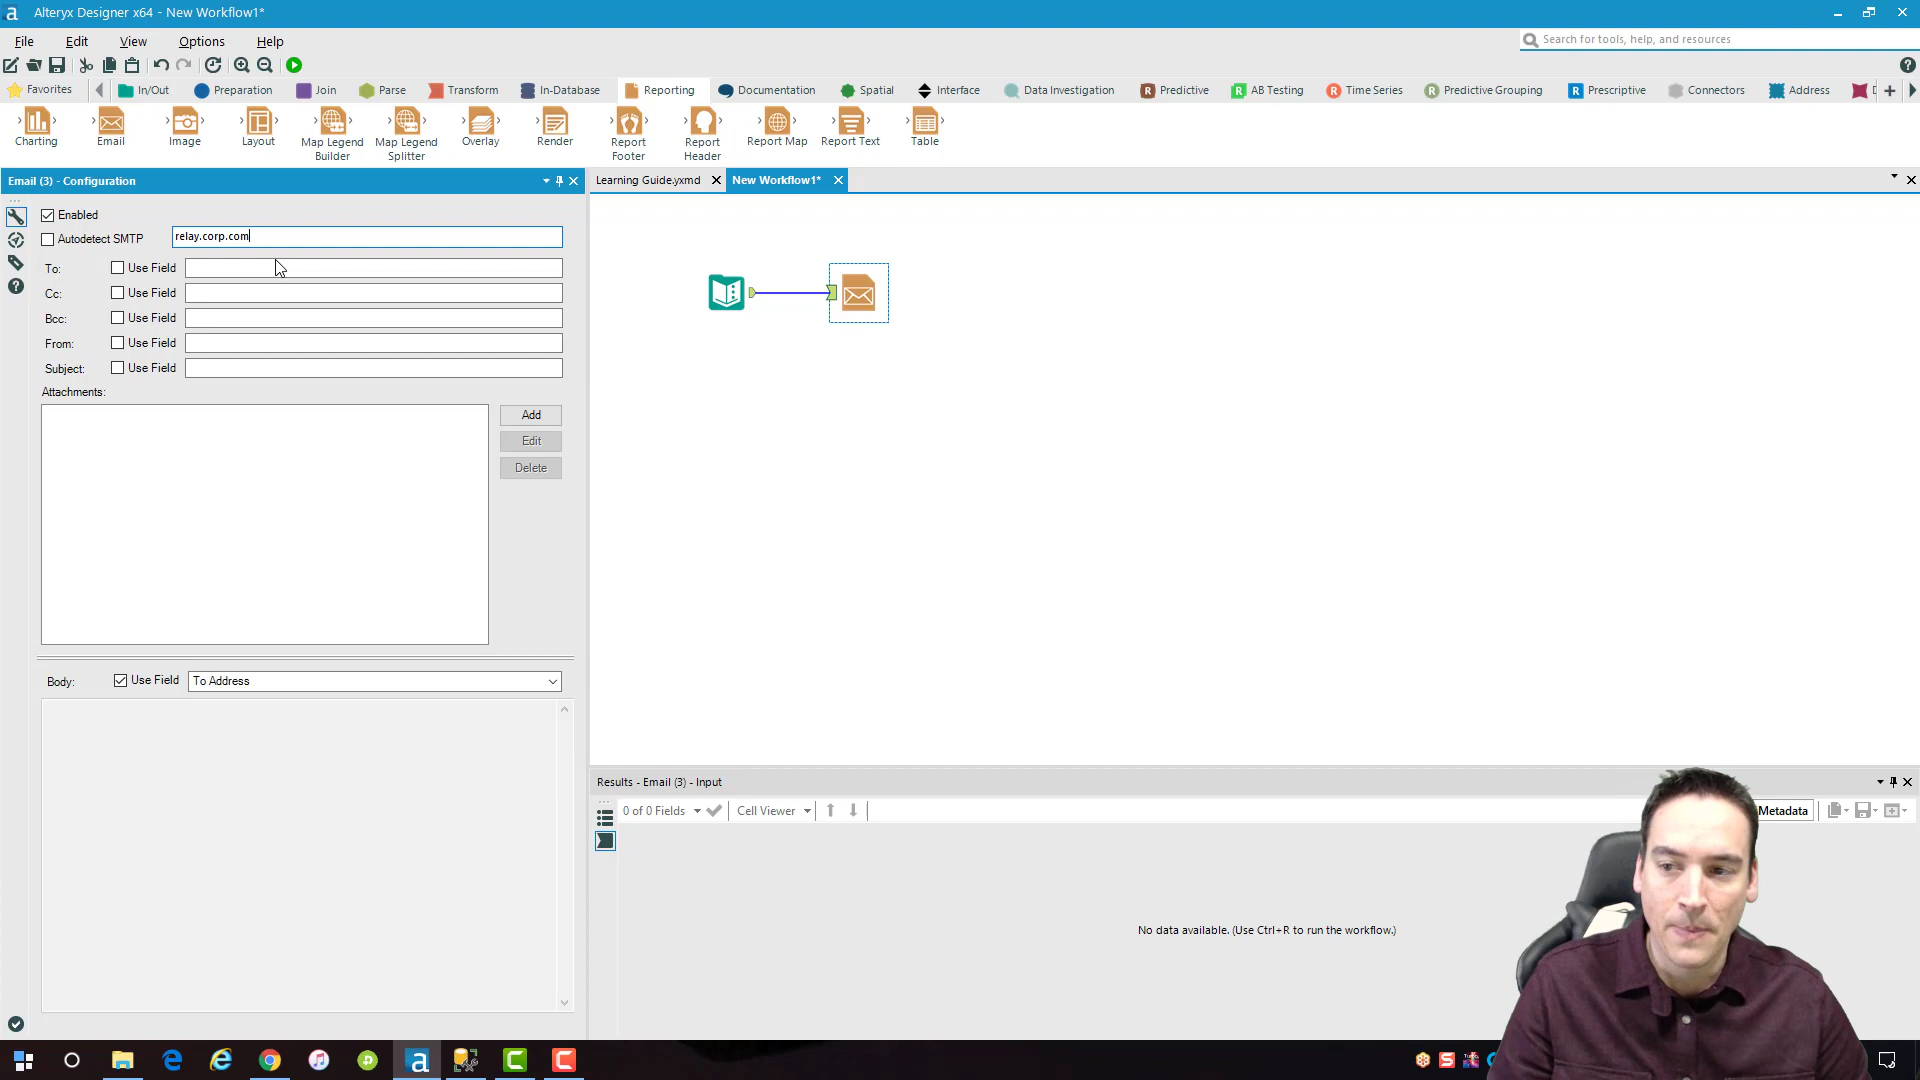 Alteryx Designer x64 - New Workflow1*
File Edit View Options Help
Search for tools, help, and resources
Favorites In/Out Preparation Join Parse Transform In-Database Reporting Documentation Spatial Interface Data Investigation Predictive AB Testing Time Series Predictive Grouping Prescriptive Connectors Address
Charting Email Image Layout Map Legend Builder Map Legend Splitter Overlay Render Report Footer Report Header Report Map Report Text Table
Email (3) - Configuration
Learning Guide.yxmd New Workflow1*
Enabled
Autodetect SMTP relay.corp.com
To: Use Field
Cc: Use Field
Bcc: Use Field
From: Use Field
Subject: Use Field
Attachments:
Add
Edit
Delete
Body: Use Field To Address
Results - Email (3) - Input
0 of 0 Fields Cell Viewer Metadata
No data available. (Use Ctrl+R to run the workflow.)